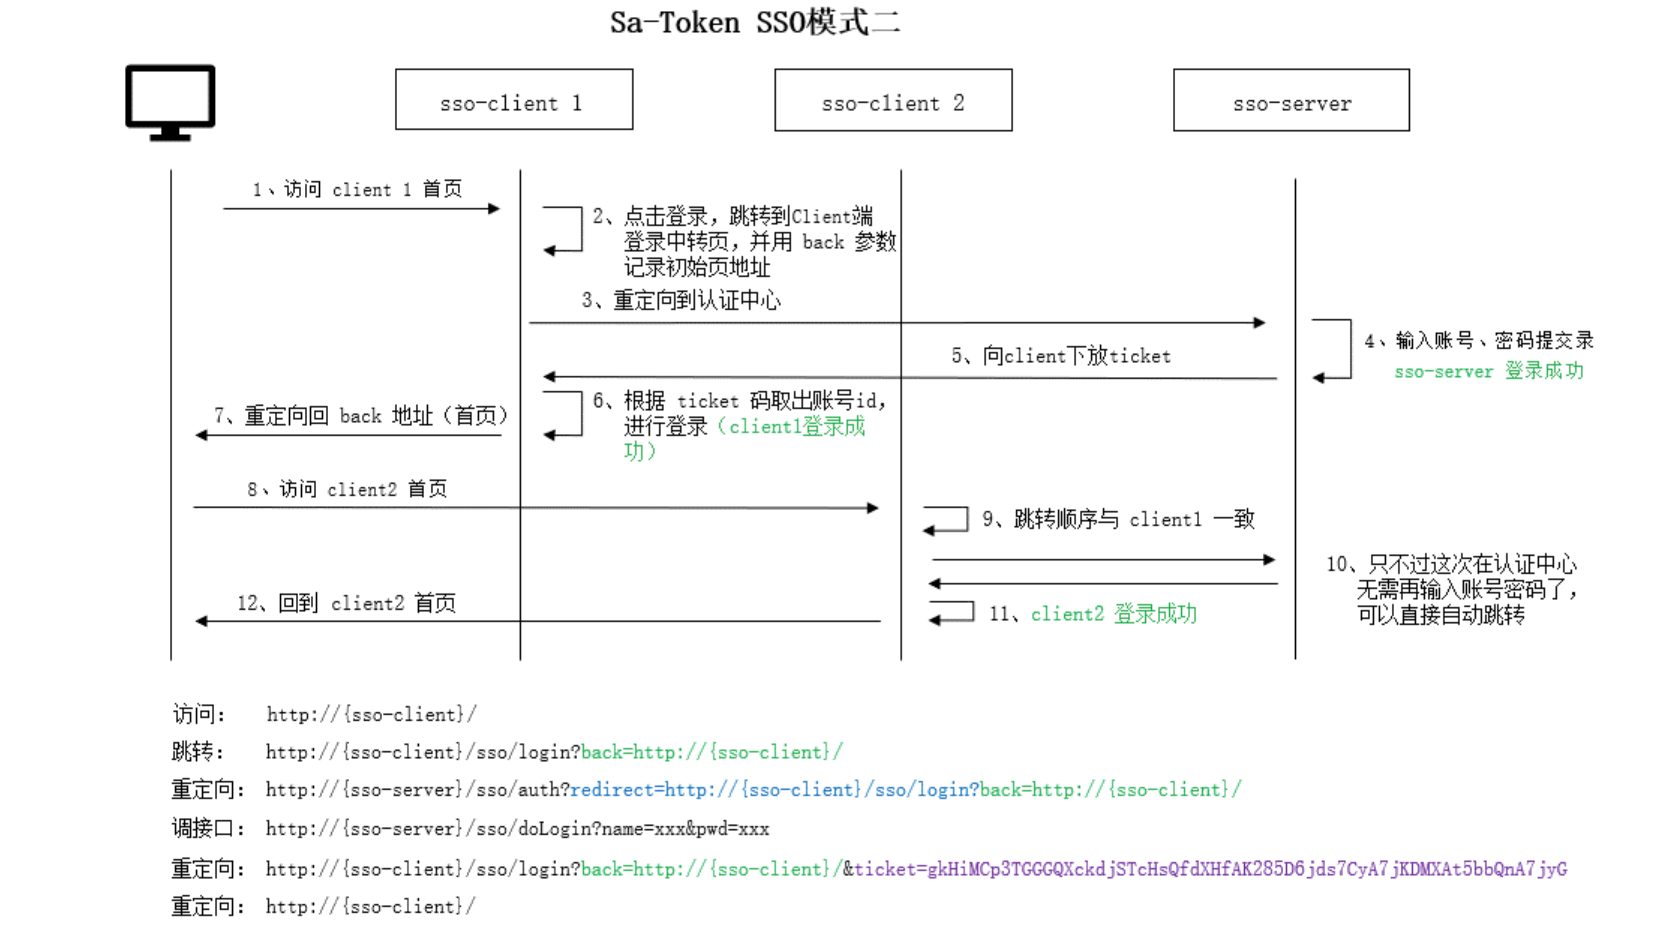 Sa-Token SSO模式二
sso-client 1
sso-client 2
sso-server
1、访问 client 1 首页
2、点击登录，跳转到Client端
登录中转页，并用 back 参数
记录初始页地址
3、重定向到认证中心
4、输入账号、密码提交录
sso-server 登录成功
5、向client下放ticket
6、根据 ticket 码取出账号id，
进行登录（client1登录成
功）
7、重定向回 back 地址（首页）
8、访问 client2 首页
9、跳转顺序与 client1 一致
10、只不过这次在认证中心
无需再输入账号密码了，
可以直接自动跳转
11、client2 登录成功
12、回到 client2 首页
访问： http://{sso-client}/
跳转： http://{sso-client}/sso/login?back=http://{sso-client}/
重定向： http://{sso-server}/sso/auth?redirect=http://{sso-client}/sso/login?back=http://{sso-client}/
调接口： http://{sso-server}/sso/doLogin?name=xxx&pwd=xxx
重定向： http://{sso-client}/sso/login?back=http://{sso-client}/&ticket=gkHiMCp3TGGGQXckdjSTcHsQfdXHfAK285D6jds7CyA7jKDMXAt5bbQnA7jyG
重定向： http://{sso-client}/